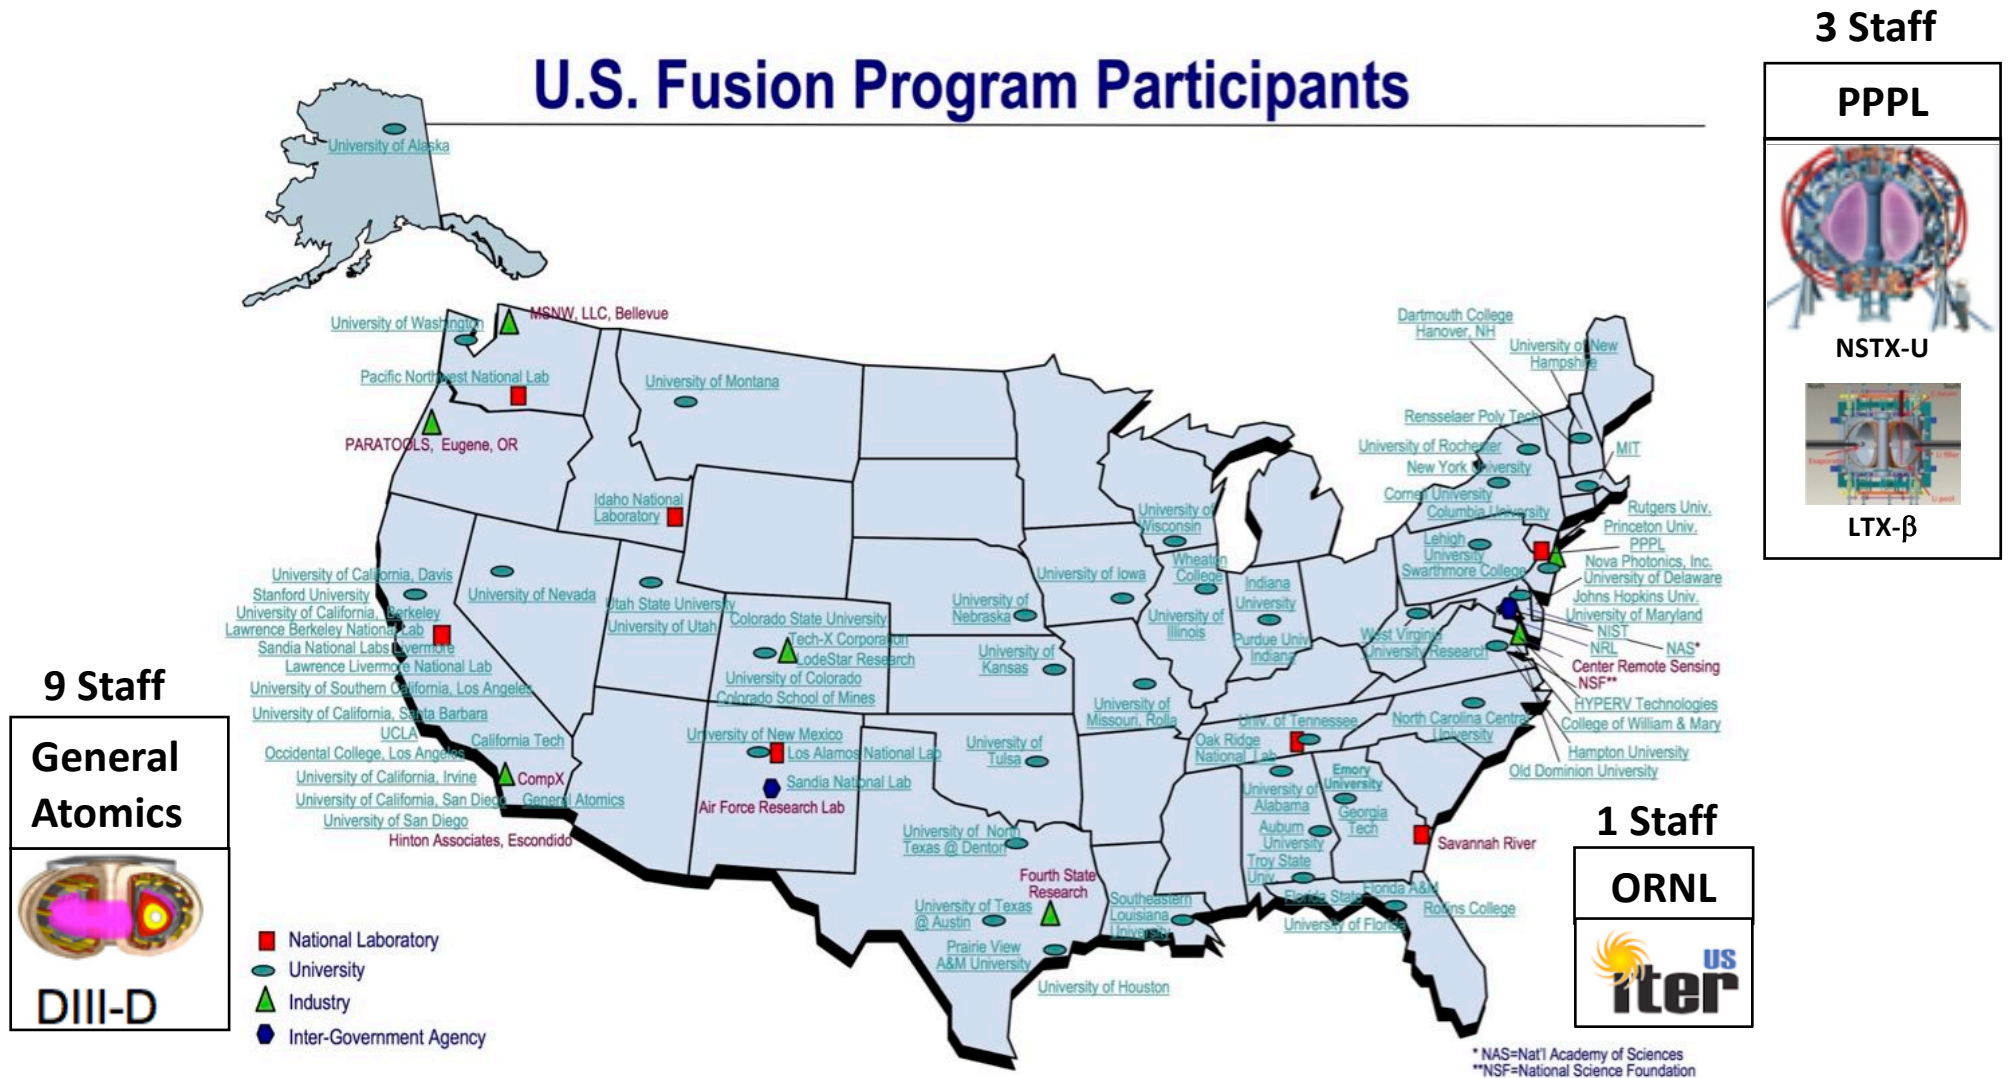 3 Staff
U.S. Fusion Program Participants
PPPL
NSTX-U
LTX-β
University of Alaska
MSNW, LLC, Bellevue
University of Washington
Pacific Northwest National Lab
PARATOOLS, Eugene, OR
University of Montana
Idaho National
Laboratory
Dartmouth College
Hanover, NH
University of New
Hampshire
Rensselaer Poly Tech
University of Rochester
MIT
New York University
Cornell University
Columbia University
Rutgers Univ.
Princeton Univ.
PPPL
Lehigh
University
Swarthmore College
Nova Photonics, Inc.
University of Delaware
Johns Hopkins Univ.
University of Maryland
NIST
NRL
NAS*
Center Remote Sensing
NSF**
HYPERV Technologies
College of William & Mary
Hampton University
Old Dominion University
West Virginia
University Research
North Carolina Central
University
University of
Wisconsin
Wheaton
College
University of Iowa
University of
Illinois
Indiana
University
Purdue Univ
Indiana
University of
Nebraska
University of
Kansas
University of
Missouri, Rolla
Univ. of Tennessee
Oak Ridge
National Lab
University of California, Davis
Stanford University
University of California, Berkeley
Lawrence Berkeley National Lab
Sandia National Labs Livermore
Lawrence Livermore National Lab
University of Southern California, Los Angeles
University of California, Santa Barbara
UCLA
California Tech
Occidental College, Los Angeles
University of California, Irvine
CompX
University of California, San Diego
General Atomics
University of San Diego
Hinton Associates, Escondido
University of Nevada
Utah State University
University of Utah
Colorado State University
Tech-X Corporation
LodeStar Research
University of Colorado
Colorado School of Mines
University of New Mexico
Los Alamos National Lab
Sandia National Lab
Air Force Research Lab
University of
Tulsa
University of North
Texas @ Denton
Fourth State
Research
University of Texas
@ Austin
Prairie View
A&M University
University of Houston
Southeastern
Louisiana
University
University of
Alabama
Emory
University
Georgia
Tech
Auburn
University
Troy State
Univ.
Savannah River
Florida State
Florida A&M
Rollins College
University of Florida
9 Staff
General
Atomics
DIII-D
1 Staff
ORNL
US
iter
National Laboratory
University
Industry
Inter-Government Agency
* NAS=Nat'l Academy of Sciences
**NSF=National Science Foundation